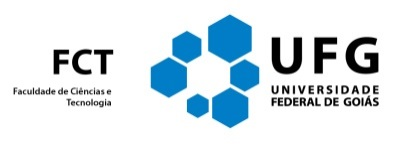 FCT
Faculdade de Ciências e
Tecnologia
UFG
UNIVERSIDADE
FEDERAL DE GOIÁS